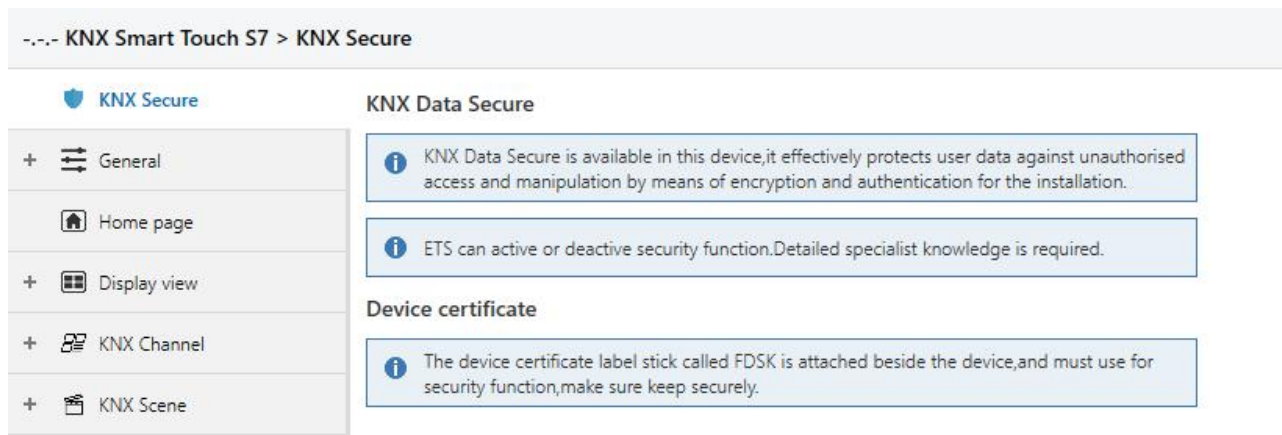 -.-.- KNX Smart Touch S7 > KNX Secure
KNX Secure
+ General
Home page
+ Display view
+ KNX Channel
+ KNX Scene
KNX Data Secure
KNX Data Secure is available in this device,it effectively protects user data against unauthorised
access and manipulation by means of encryption and authentication for the installation.
ETS can active or deactive security function.Detailed specialist knowledge is required.
Device certificate
The device certificate label stick called FDSK is attached beside the device,and must use for
security function,make sure keep securely.